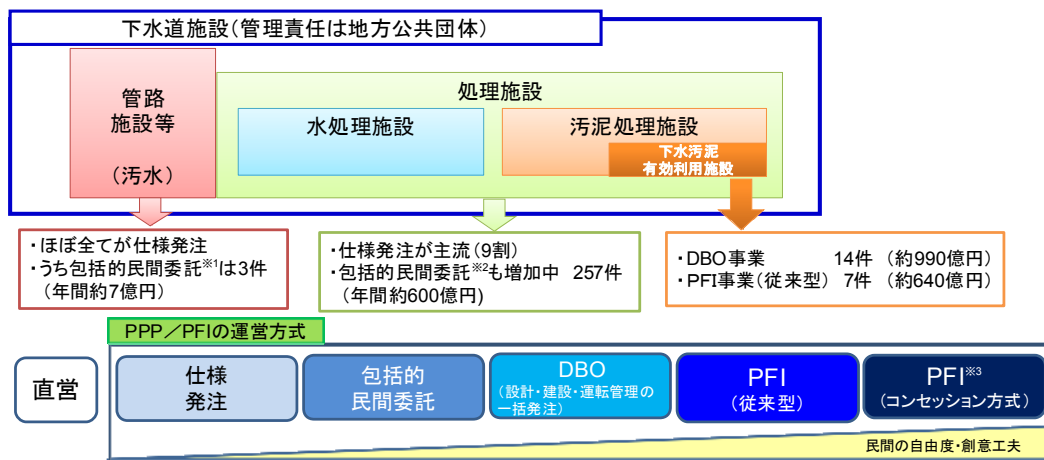 下水道施設(管理責任は地方公共団体)
管路
施設等
(汚水)
処理施設
水処理施設
汚泥処理施設
下水汚泥
有効利用施設
・ほぼ全てが仕様発注
・うち包括的民間委託※1は3件
(年間約7億円)
・仕様発注が主流(9割)
・包括的民間委託※2も増加中 257件
(年間約600億円)
・DBO事業 14件 (約990億円)
・PFI事業(従来型) 7件 (約640億円)
PPP/PFIの運営方式
直営
仕様
発注
包括的
民間委託
DBO
(設計・建設・運転管理の
一括発注)
PFI
(従来型)
PFI※3
(コンセッション方式)
民間の自由度・創意工夫